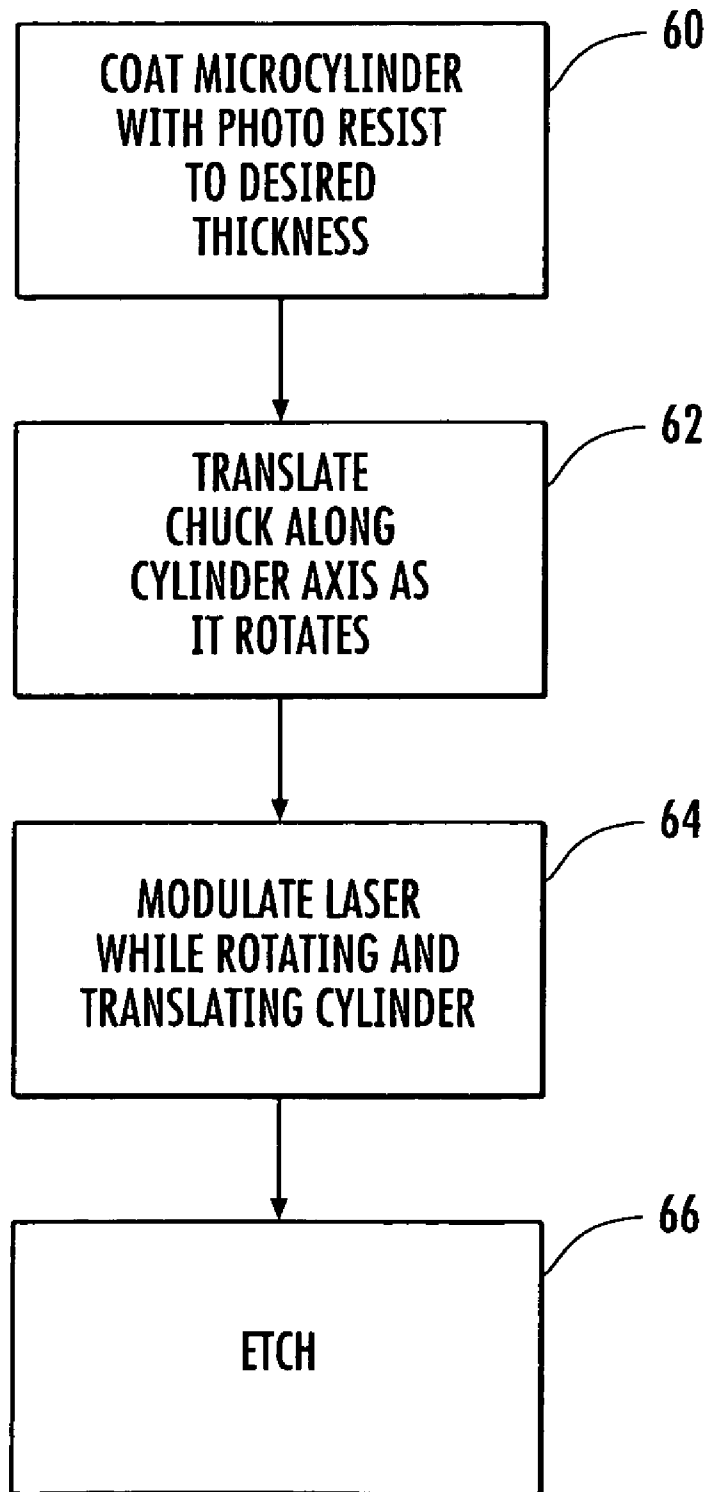 60
COAT MICROCYLINDER
WITH PHOTO RESIST
TO DESIRED
THICKNESS
62
TRANSLATE
CHUCK ALONG
CYLINDER AXIS AS
IT ROTATES
64
MODULATE LASER
WHILE ROTATING AND
TRANSLATING CYLINDER
66
ETCH